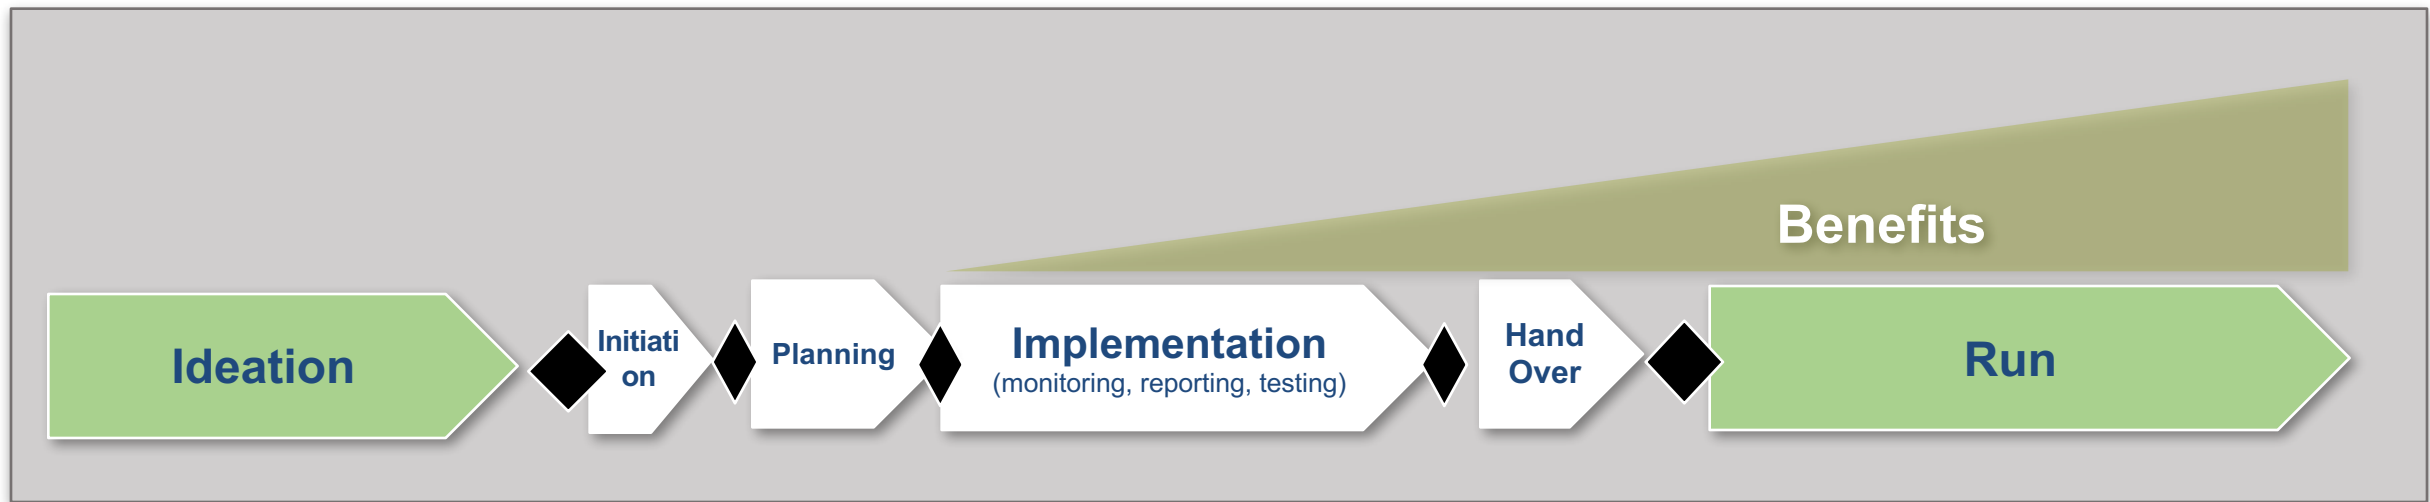 Benefits
Ideation
Initiati
on
Planning
Implementation
(monitoring, reporting, testing)
Hand
Over
Run